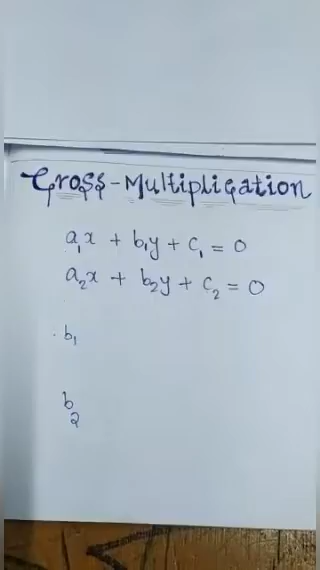 Cross-Multiplication
a₁x + b₁y + c₁ = 0
a₂x + b₂y + c₂ = 0
b₁
b₂